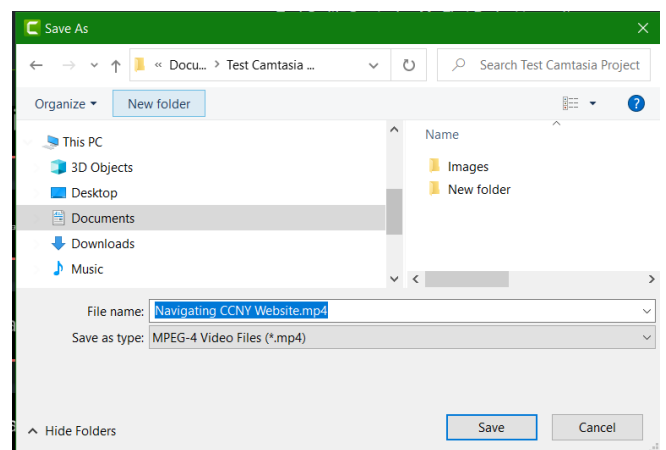 Save As
« Docu... > Test Camtasia ...
Search Test Camtasia Project
Organize
New folder
?
This PC
3D Objects
Desktop
Documents
Downloads
Music
Name
Images
New folder
File name: Navigating CCNY Website.mp4
Save as type: MPEG-4 Video Files (*.mp4)
Hide Folders
Save
Cancel